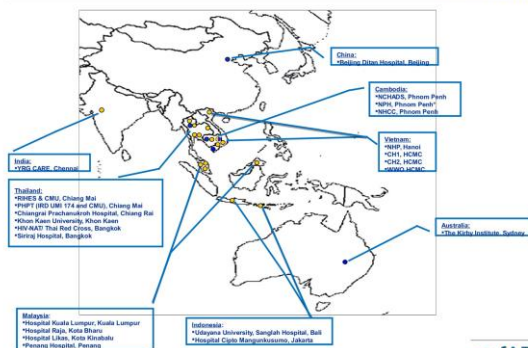 China:
•Beijing Ditan Hospital, Beijing
Cambodia:
•NCHADS, Phnom Penh
•NPH, Phnom Penh*
•NHCC, Phnom Penh
Vietnam:
•NHP, Hanoi
•CH1, HCMC
•CH2, HCMC
•WWO HCMC
India:
•YRG CARE, Chennai
Thailand:
•RIHES & CMU, Chiang Mai
•PHPT (IRD UMI 174 and CMU), Chiang Mai
•Chiangrai Prachanukroh Hospital, Chiang Rai
•Khon Kaen University, Khon Kaen
•HIV-NAT/ Thai Red Cross, Bangkok
•Siriraj Hospital, Bangkok
Australia:
•The Kirby Institute, Sydney
Malaysia:
•Hospital Kuala Lumpur, Kuala Lumpur
•Hospital Raja, Kota Bharu
•Hospital Likas, Kota Kinabalu
•Penang Hospital, Penang
Indonesia:
•Udayana University, Sanglah Hospital, Bali
•Hospital Cipto Mangunkusumo, Jakarta